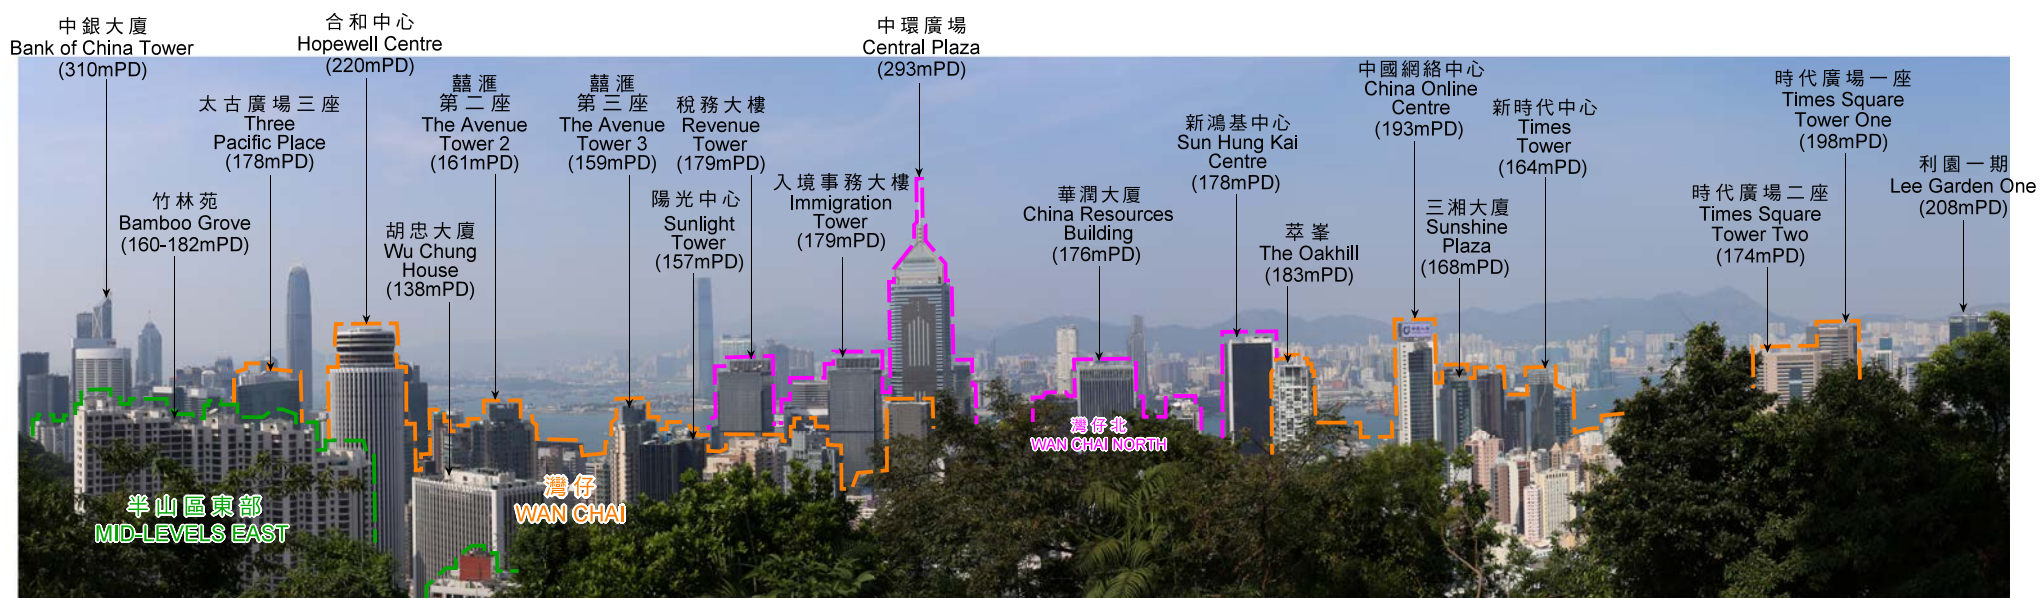 中銀大廈
Bank of China Tower
(310mPD)
太古廣場三座
Three
Pacific Place
(178mPD)
竹林苑
Bamboo Grove
(160-182mPD)
合和中心
Hopewell Centre
(220mPD)
胡忠大廈
Wu Chung
House
(138mPD)
囍滙
第二座
The Avenue
Tower 2
(161mPD)
囍滙
第三座
The Avenue
Tower 3
(159mPD)
稅務大樓
Revenue
Tower
(179mPD)
陽光中心
Sunlight
Tower
(157mPD)
入境事務大樓
Immigration
Tower
(179mPD)
中環廣場
Central Plaza
(293mPD)
華潤大厦
China Resources
Building
(176mPD)
新鴻基中心
Sun Hung Kai
Centre
(178mPD)
萃峯
The Oakhill
(183mPD)
中國網絡中心
China Online
Centre
(193mPD)
三湘大廈
Sunshine
Plaza
(168mPD)
新時代中心
Times
Tower
(164mPD)
時代廣場二座
Times Square
Tower Two
(174mPD)
時代廣場一座
Times Square
Tower One
(198mPD)
利園一期
Lee Garden One
(208mPD)
半山區東部
MID-LEVELS EAST
灣仔
WAN CHAI
灣仔北
WAN CHAI NORTH